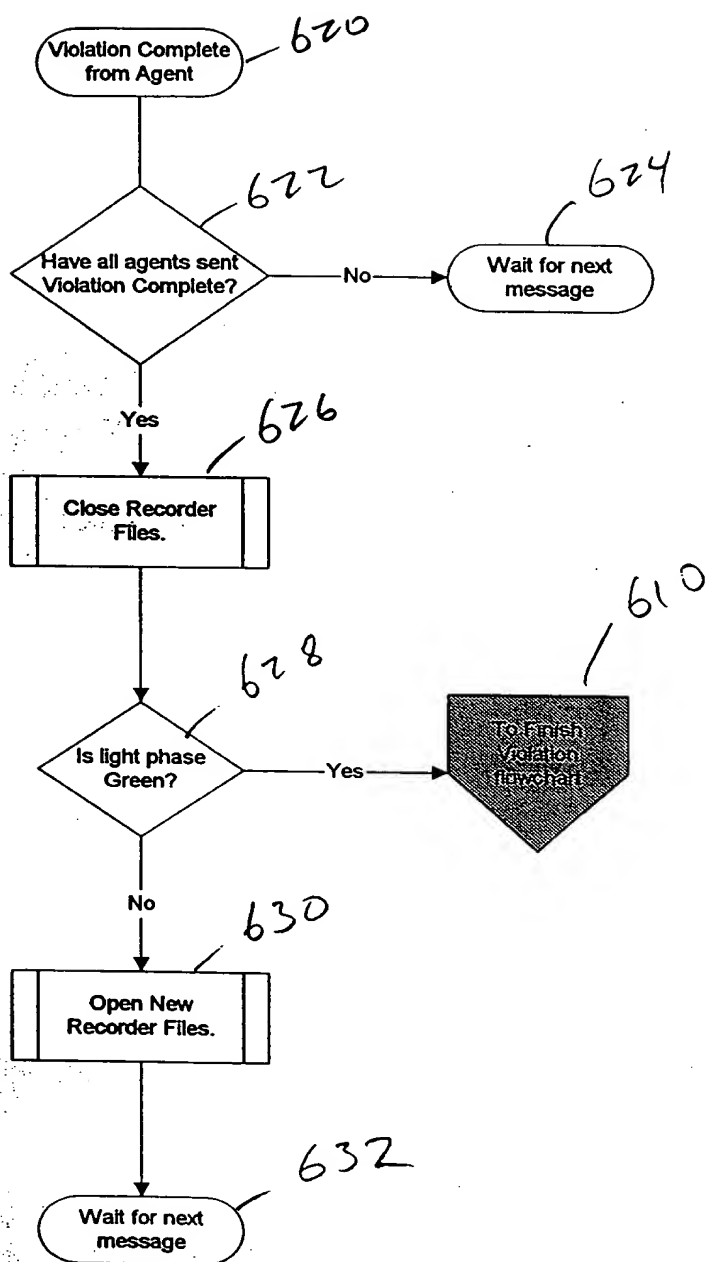 Violation Complete
from Agent
620
622
Have all agents sent
Violation Complete?
No
624
Wait for next
message
Yes
626
Close Recorder
Files.
628
Is light phase
Green?
Yes
610
To Finish
Violation
flowchart
No
630
Open New
Recorder Files.
632
Wait for next
message